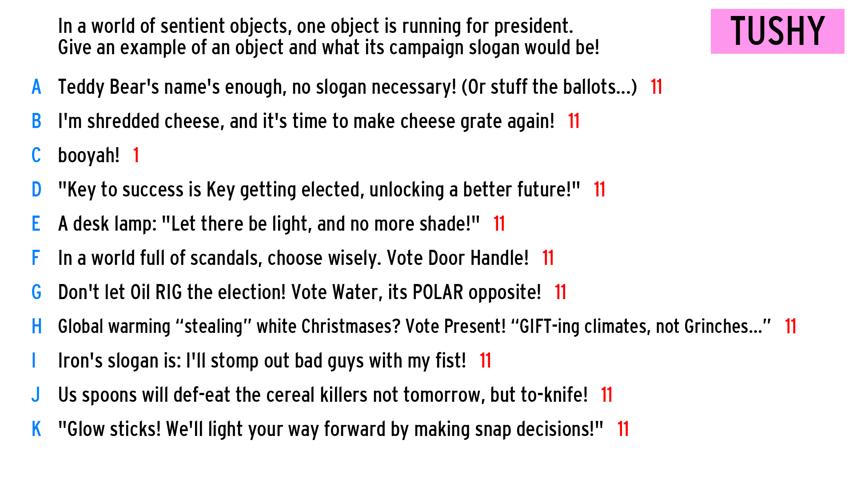 In a world of sentient objects, one object is running for president.
Give an example of an object and what its campaign slogan would be!
TUSHY
A Teddy Bear's name's enough, no slogan necessary! (Or stuff the ballots...) 11
B I'm shredded cheese, and it's time to make cheese grate again! 11
C booyah! 1
D "Key to success is Key getting elected, unlocking a better future!" 11
E A desk lamp: "Let there be light, and no more shade!" 11
F In a world full of scandals, choose wisely. Vote Door Handle! 11
G Don't let Oil RIG the election! Vote Water, its POLAR opposite! 11
H Global warming “stealing” white Christmases? Vote Present! “GIFT-ing climates, not Grinches...” 11
I Iron's slogan is: I'll stomp out bad guys with my fist! 11
J Us spoons will def-eat the cereal killers not tomorrow, but to-knife! 11
K "Glow sticks! We'll light your way forward by making snap decisions!" 11